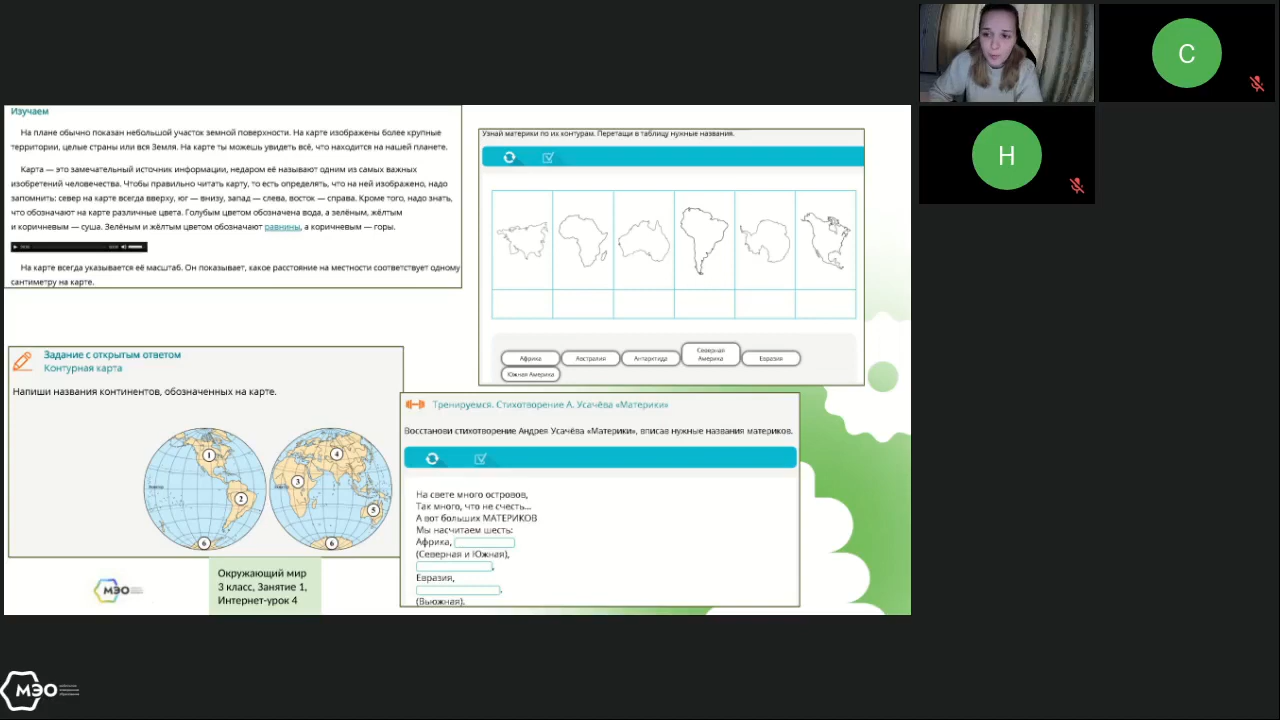 Изучаем
На плане обычно показан небольшой участок земной поверхности. На карте изображены более крупные
территории, целые страны или вся Земля. На карте ты можешь увидеть всё, что находится на нашей планете.
Карта — это замечательный источник информации, недаром её называют одним из самых важных
изобретений человечества. Чтобы правильно читать карту, то есть определять, что на ней изображено, надо
запомнить: север на карте всегда вверху, юг — внизу, запад — слева, восток — справа. Кроме того, надо знать,
что обозначают на карте различные цвета. Голубым цветом обозначена вода, а зелёным, жёлтым
и коричневым — суша. Зелёным и жёлтым цветом обозначают равнины, а коричневым — горы.
На карте всегда указывается её масштаб. Он показывает, какое расстояние на местности соответствует одному
сантиметру на карте.
Узнай материки по их контурам. Перетащи в таблицу нужные названия.
Африка
Австралия
Антарктида
Северная
Америка
Евразия
Южная Америка
Задание с открытым ответом
Контурная карта
Напиши названия континентов, обозначенных на карте.
1
2
6
4
3
5
6
Тренируемся. Стихотворение А. Усачёва «Материки»
Восстанови стихотворение Андрея Усачёва «Материки», вписав нужные названия материков.
На свете много островов,
Так много, что не счесть...
А вот больших МАТЕРИКОВ
Мы насчитаем шесть:
Африка,
(Северная и Южная),
,
Евразия,
,
(Вьюжная).
МЭО
Окружающий мир
3 класс, Занятие 1,
Интернет-урок 4
C
H
МЭО